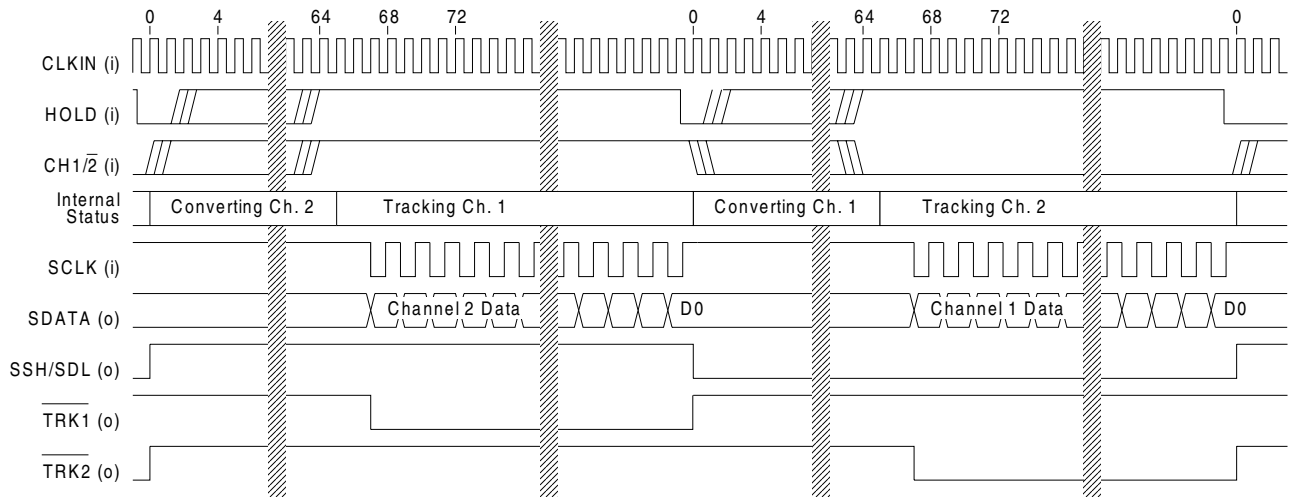 0 4 64 68 72 0 4 64 68 72 0
CLKIN (i)
HOLD (i)
CH1/2̅ (i)
Internal
Status
Converting Ch. 2 Tracking Ch. 1 Converting Ch. 1 Tracking Ch. 2
SCLK (i)
SDATA (o)
Channel 2 Data D0 Channel 1 Data D0
SSH/SDL (o)
T̅R̅K̅1̅ (o)
T̅R̅K̅2̅ (o)